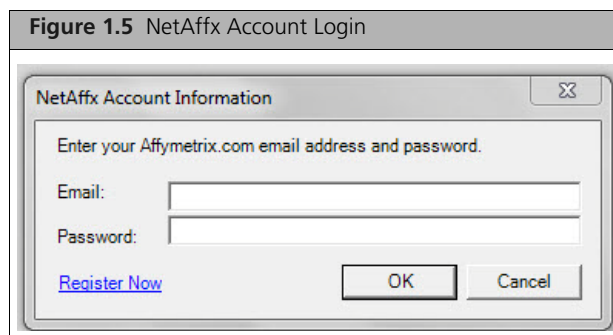 Figure 1.5 NetAffx Account Login
NetAffx Account Information
Enter your Affymetrix.com email address and password.
Email:
Password:
Register Now OK Cancel